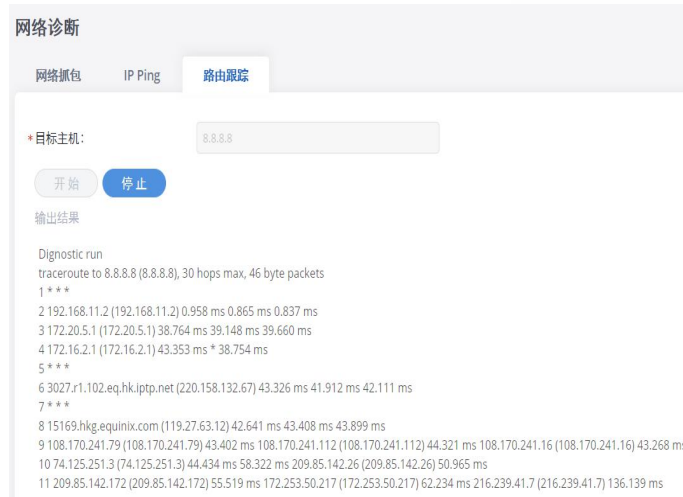 网络诊断
网络抓包 IP Ping 路由跟踪
*目标主机： 8.8.8.8
开始 停止
输出结果
Dignostic run
traceroute to 8.8.8.8 (8.8.8.8), 30 hops max, 46 byte packets
1 * * *
2 192.168.11.2 (192.168.11.2) 0.958 ms 0.865 ms 0.837 ms
3 172.20.5.1 (172.20.5.1) 38.764 ms 39.148 ms 39.660 ms
4 172.16.2.1 (172.16.2.1) 43.353 ms * 38.754 ms
5 * * *
6 3027.r1.102.eq.hk.iptp.net (220.158.132.67) 43.326 ms 41.912 ms 42.111 ms
7 * * *
8 15169.hkg.equinix.com (119.27.63.12) 42.641 ms 43.408 ms 43.899 ms
9 108.170.241.79 (108.170.241.79) 43.402 ms 108.170.241.112 (108.170.241.112) 44.321 ms 108.170.241.16 (108.170.241.16) 43.268 ms
10 74.125.251.3 (74.125.251.3) 44.434 ms 58.322 ms 209.85.142.26 (209.85.142.26) 50.965 ms
11 209.85.142.172 (209.85.142.172) 55.519 ms 172.253.50.217 (172.253.50.217) 62.234 ms 216.239.41.7 (216.239.41.7) 136.139 ms